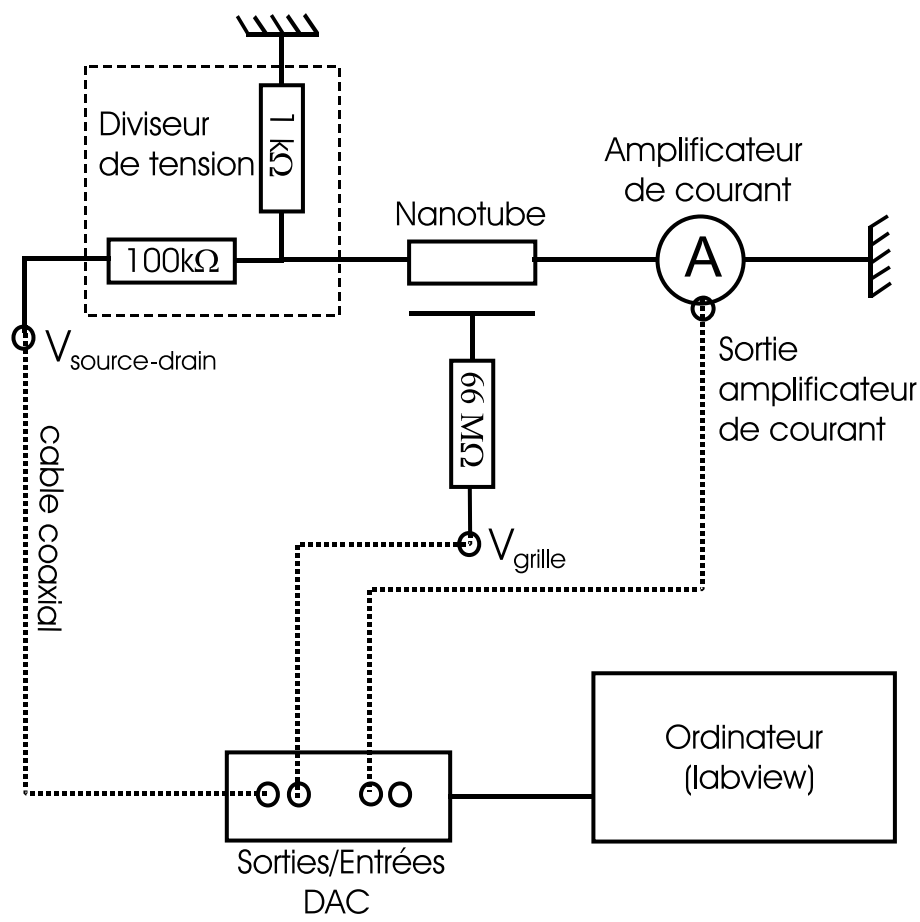 Diviseur
de tension
1 kΩ
100kΩ
Nanotube
Amplificateur
de courant
A
V source-drain
66 MΩ
Sortie
amplificateur
de courant
cable coaxial
V grille
Ordinateur
(labview)
Sorties/Entrées
DAC